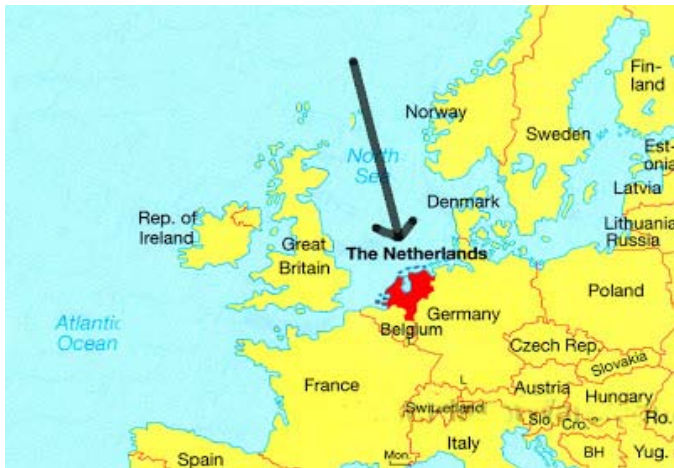 Fin-
land
Norway
Sweden
North
Sea
Est-
onia
Latvia
Denmark
Rep. of
Ireland
Great
Britain
Lithuania
Russia
The Netherlands
Poland
Germany
Atlantic
Ocean
Belgium
Czech Rep.
Slovakia
France
L
Austria
Hungary
Switzerland
Slo.
Cro.
Ro.
Italy
Mon.
BH
Yug.
Spain